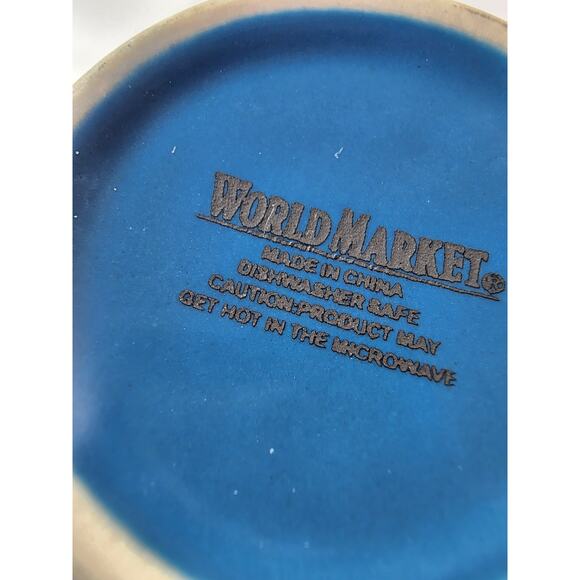 WORLD MARKET®
MADE IN CHINA
DISHWASHER SAFE
CAUTION:PRODUCT MAY
GET HOT IN THE MICROWAVE